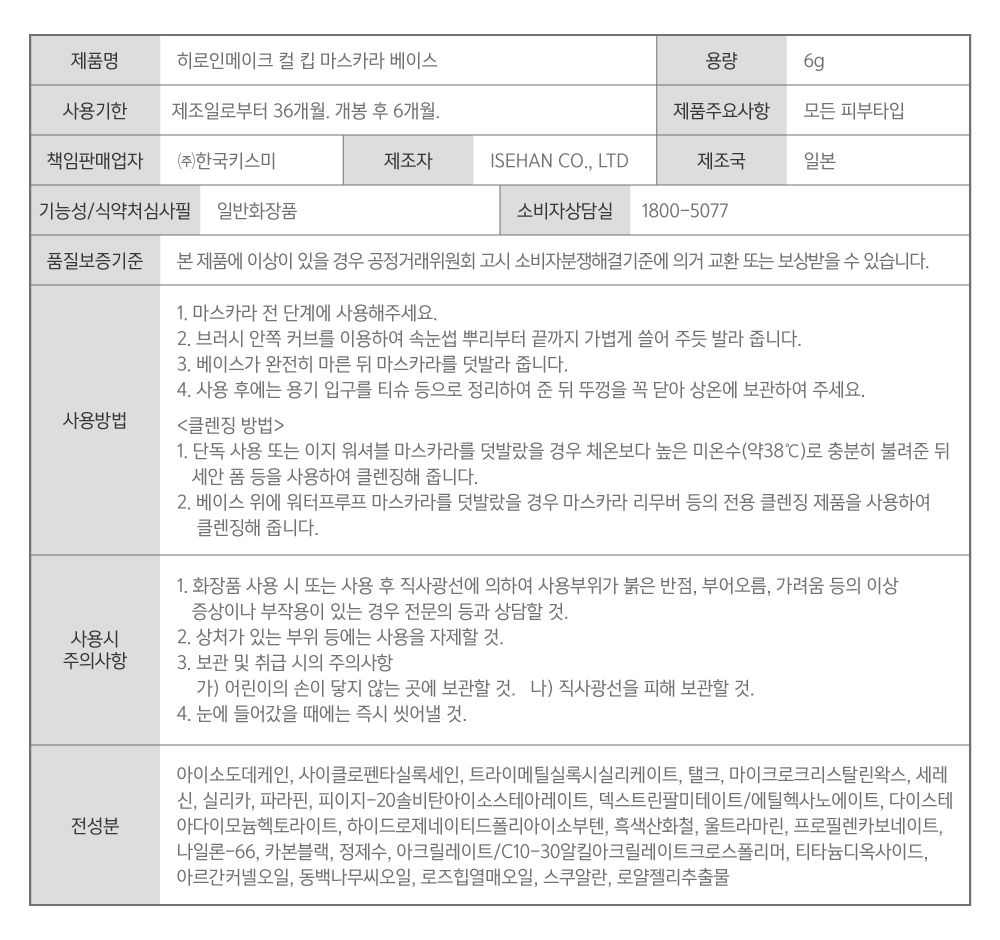 제품명 히로인메이크 컬 킵 마스카라 베이스 용량 6g
사용기한 제조일로부터 36개월. 개봉 후 6개월. 제품주요사항 모든 피부타입
책임판매업자 ㈜한국키스미 제조자 ISEHAN CO., LTD 제조국 일본
기능성/식약처심사필 일반화장품 소비자상담실 1800-5077
품질보증기준 본 제품에 이상이 있을 경우 공정거래위원회 고시 소비자분쟁해결기준에 의거 교환 또는 보상받을 수 있습니다.
사용방법
1. 마스카라 전 단계에 사용해주세요.
2. 브러시 안쪽 커브를 이용하여 속눈썹 뿌리부터 끝까지 가볍게 쓸어 주듯 발라 줍니다.
3. 베이스가 완전히 마른 뒤 마스카라를 덧발라 줍니다.
4. 사용 후에는 용기 입구를 티슈 등으로 정리하여 준 뒤 뚜껑을 꼭 닫아 상온에 보관하여 주세요.
<클렌징 방법>
1. 단독 사용 또는 이지 워셔블 마스카라를 덧발랐을 경우 체온보다 높은 미온수(약38℃)로 충분히 불려준 뒤
세안 폼 등을 사용하여 클렌징해 줍니다.
2. 베이스 위에 워터프루프 마스카라를 덧발랐을 경우 마스카라 리무버 등의 전용 클렌징 제품을 사용하여
클렌징해 줍니다.
사용시
주의사항
1. 화장품 사용 시 또는 사용 후 직사광선에 의하여 사용부위가 붉은 반점, 부어오름, 가려움 등의 이상
증상이나 부작용이 있는 경우 전문의 등과 상담할 것.
2. 상처가 있는 부위 등에는 사용을 자제할 것.
3. 보관 및 취급 시의 주의사항
가) 어린이의 손이 닿지 않는 곳에 보관할 것. 나) 직사광선을 피해 보관할 것.
4. 눈에 들어갔을 때에는 즉시 씻어낼 것.
전성분
아이소도데케인, 사이클로펜타실록세인, 트라이메틸실록시실리케이트, 탤크, 마이크로크리스탈린왁스, 세레
신, 실리카, 파라핀, 피이지-20솔비탄아이소스테아레이트, 덱스트린팔미테이트/에틸헥사노에이트, 다이스테
아다이모늄헥토라이트, 하이드로제네이티드폴리아이소부텐, 흑색산화철, 울트라마린, 프로필렌카보네이트,
나일론-66, 카본블랙, 정제수, 아크릴레이트/C10-30알킬아크릴레이트크로스폴리머, 티타늄디옥사이드,
아르간커넬오일, 동백나무씨오일, 로즈힙열매오일, 스쿠알란, 로얄젤리추출물